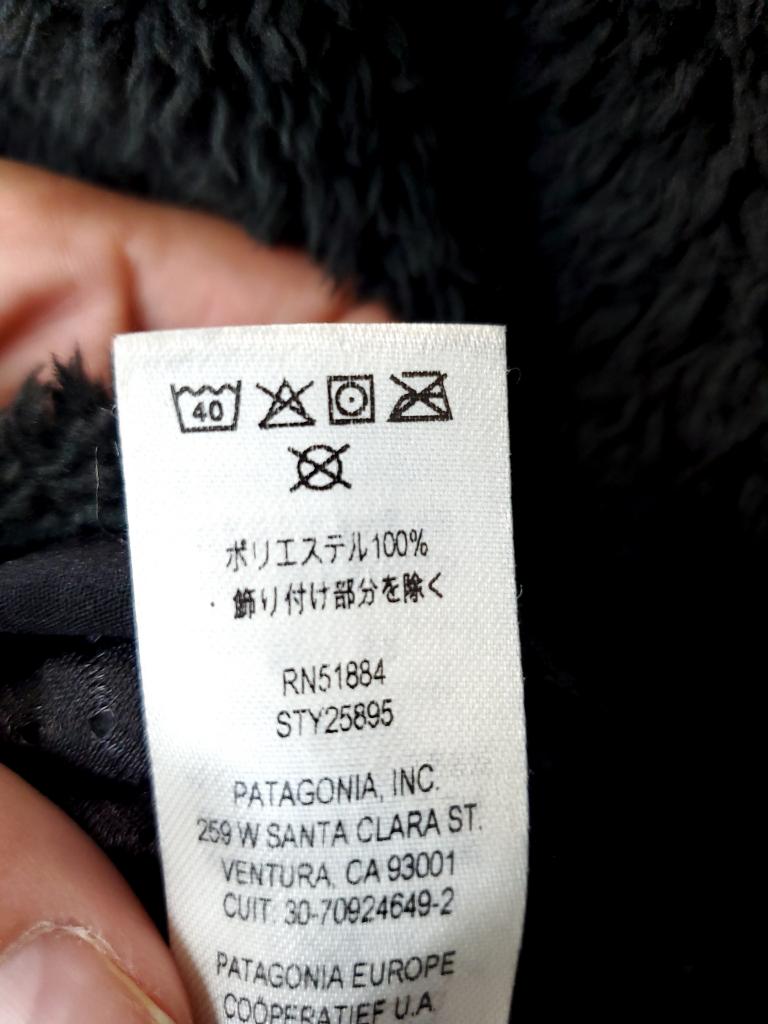 40
ポリエステル100%
・飾り付け部分を除く
RN51884
STY25895
PATAGONIA, INC.
259 W SANTA CLARA ST.
VENTURA, CA 93001
CUIT. 30-70924649-2
PATAGONIA EUROPE
COÖPERATIEF U.A.